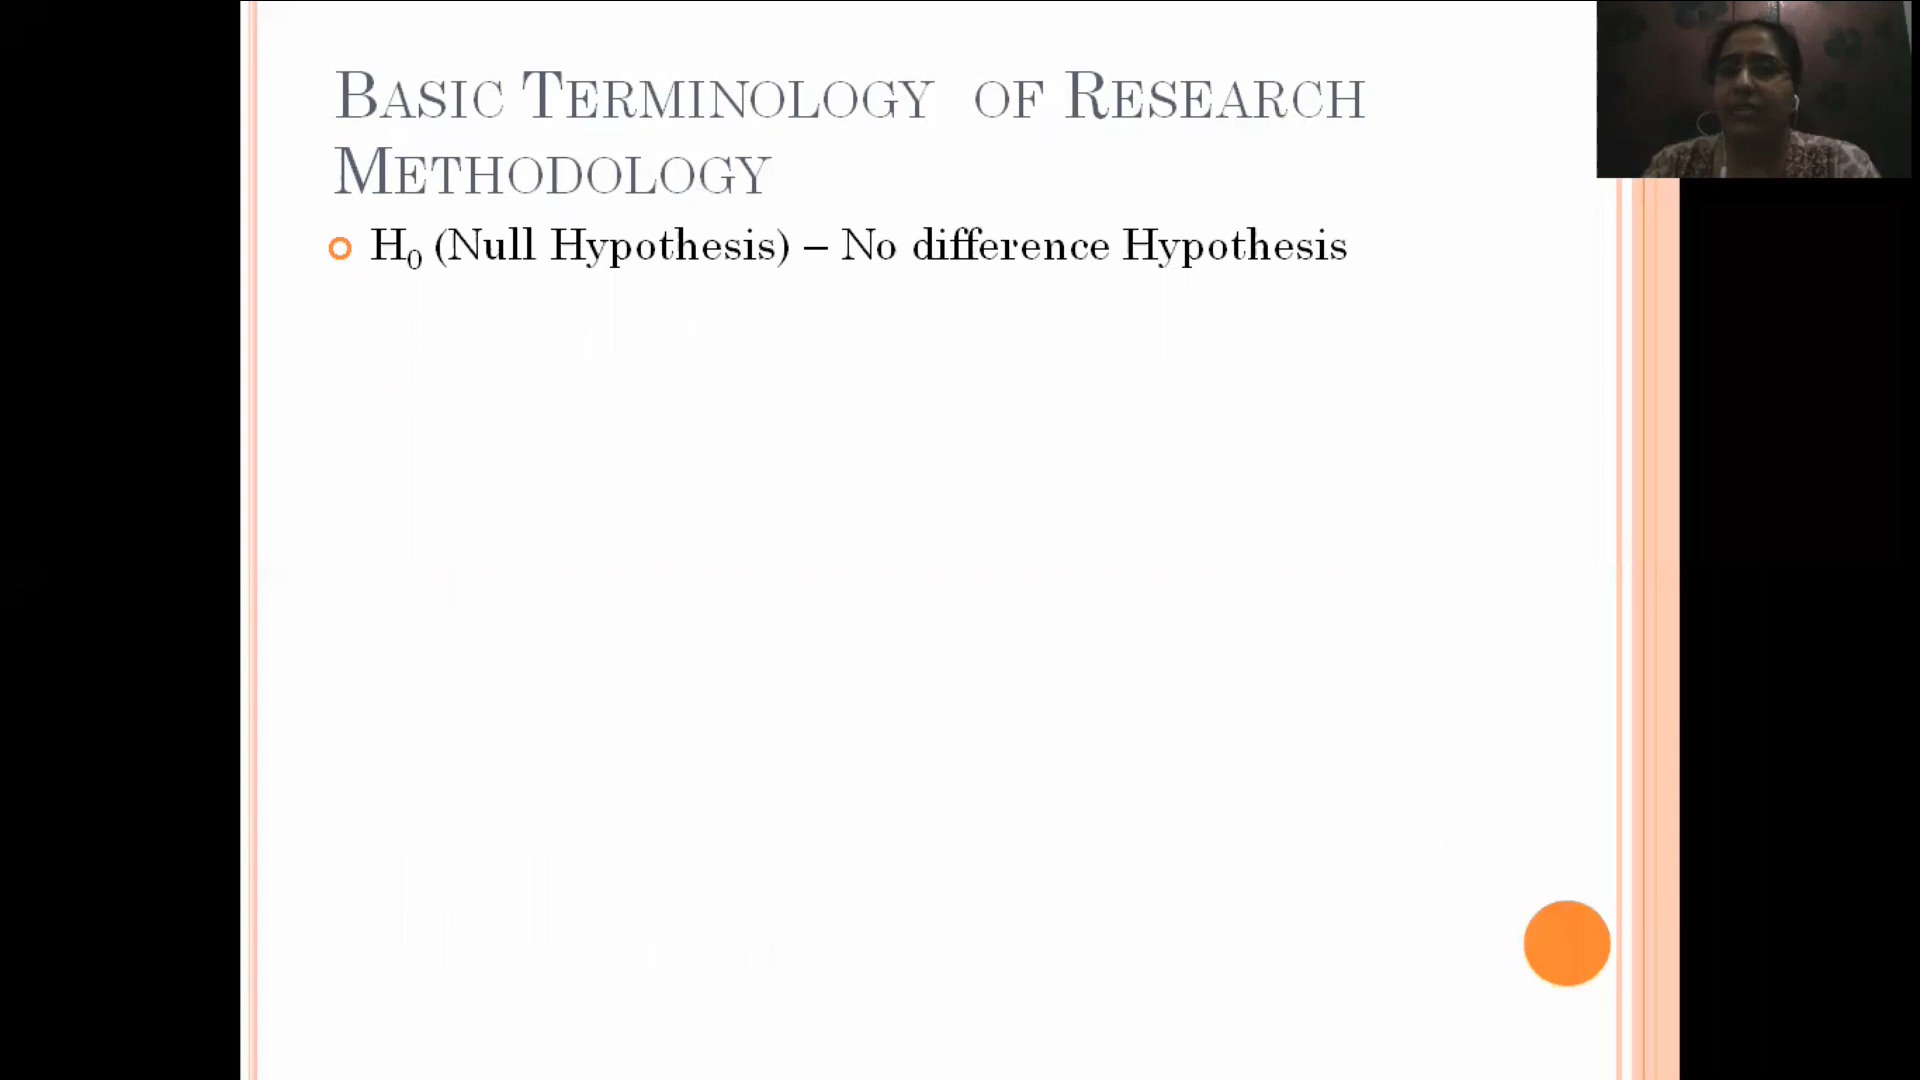 BASIC TERMINOLOGY OF RESEARCH
METHODOLOGY
H₀ (Null Hypothesis) – No difference Hypothesis